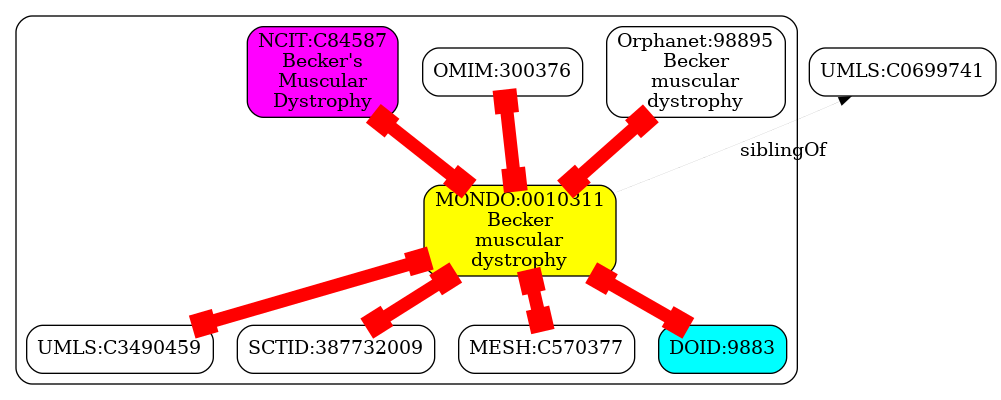 NCIT:C84587
Becker's
Muscular
Dystrophy
OMIM:300376
Orphanet:98895
Becker
muscular
dystrophy
UMLS:C0699741
siblingOf
MONDO:0010311
Becker
muscular
dystrophy
UMLS:C3490459
SCTID:387732009
MESH:C570377
DOID:9883